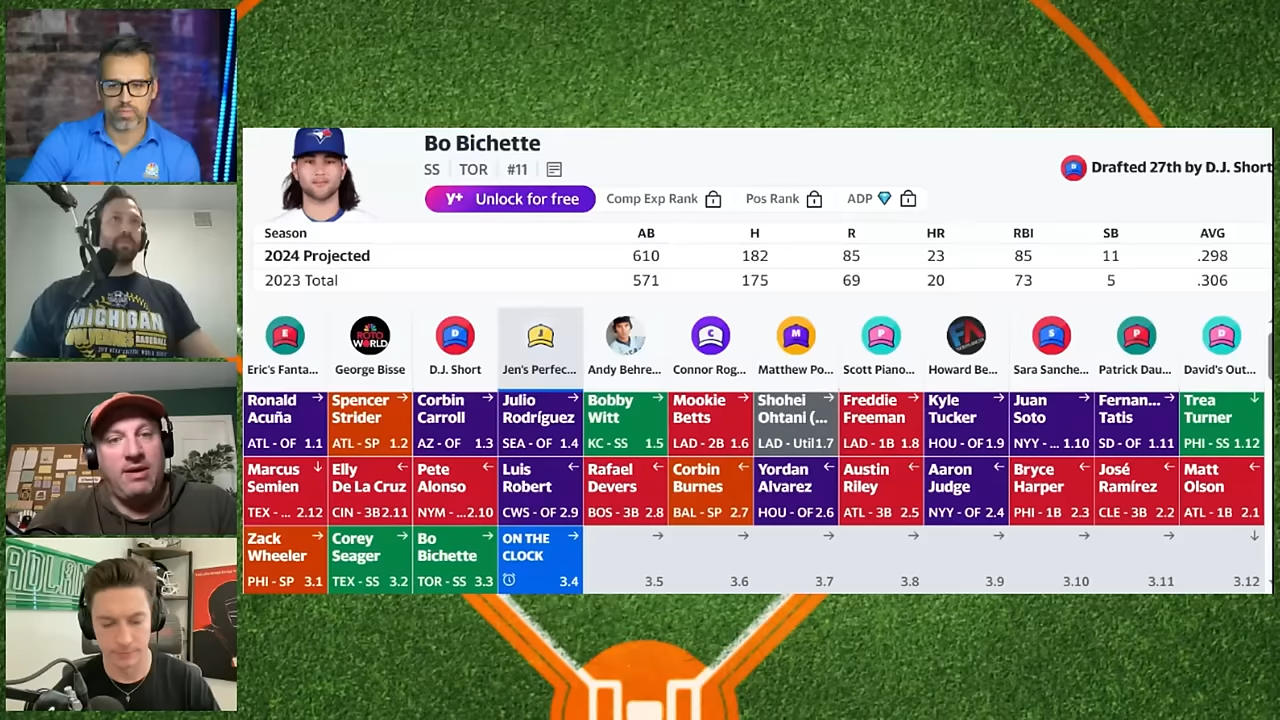 Bo Bichette
SS TOR #11
Drafted 27th by D.J. Short
y+ Unlock for free Comp Exp Rank Pos Rank ADP
Season AB H R HR RBI SB AVG
2024 Projected 610 182 85 23 85 11 .298
2023 Total 571 175 69 20 73 5 .306
E ROTO WORLD D J C M P FA S P D
Eric's Fanta... George Bisse D.J. Short Jen's Perfec... Andy Behre... Connor Rog... Matthew Po... Scott Piano... Howard Be... Sara Sanche... Patrick Dau... David's Out...
Ronald Spencer Corbin Julio Bobby Mookie Shohei Freddie Kyle Juan Fernan... Trea
Acuña Strider Carroll Rodríguez Witt Betts Ohtani (... Freeman Tucker Soto Tatis Turner
ATL - OF 1.1 ATL - SP 1.2 AZ - OF 1.3 SEA - OF 1.4 KC - SS 1.5 LAD - 2B 1.6 LAD - Util 1.7 LAD - 1B 1.8 HOU - OF 1.9 NYY - ... 1.10 SD - OF 1.11 PHI - SS 1.12
Marcus Elly Pete Luis Rafael Corbin Yordan Austin Aaron Bryce José Matt
Semien De La Cruz Alonso Robert Devers Burnes Alvarez Riley Judge Harper Ramírez Olson
TEX - ... 2.12 CIN - 3B 2.11 NYM - ... 2.10 CWS - OF 2.9 BOS - 3B 2.8 BAL - SP 2.7 HOU - OF 2.6 ATL - 3B 2.5 NYY - OF 2.4 PHI - 1B 2.3 CLE - 3B 2.2 ATL - 1B 2.1
Zack Corey Bo ON THE
Wheeler Seager Bichette CLOCK
PHI - SP 3.1 TEX - SS 3.2 TOR - SS 3.3 3.4 3.5 3.6 3.7 3.8 3.9 3.10 3.11 3.12
MICHIGAN
WOLVERINES
BASEBALL